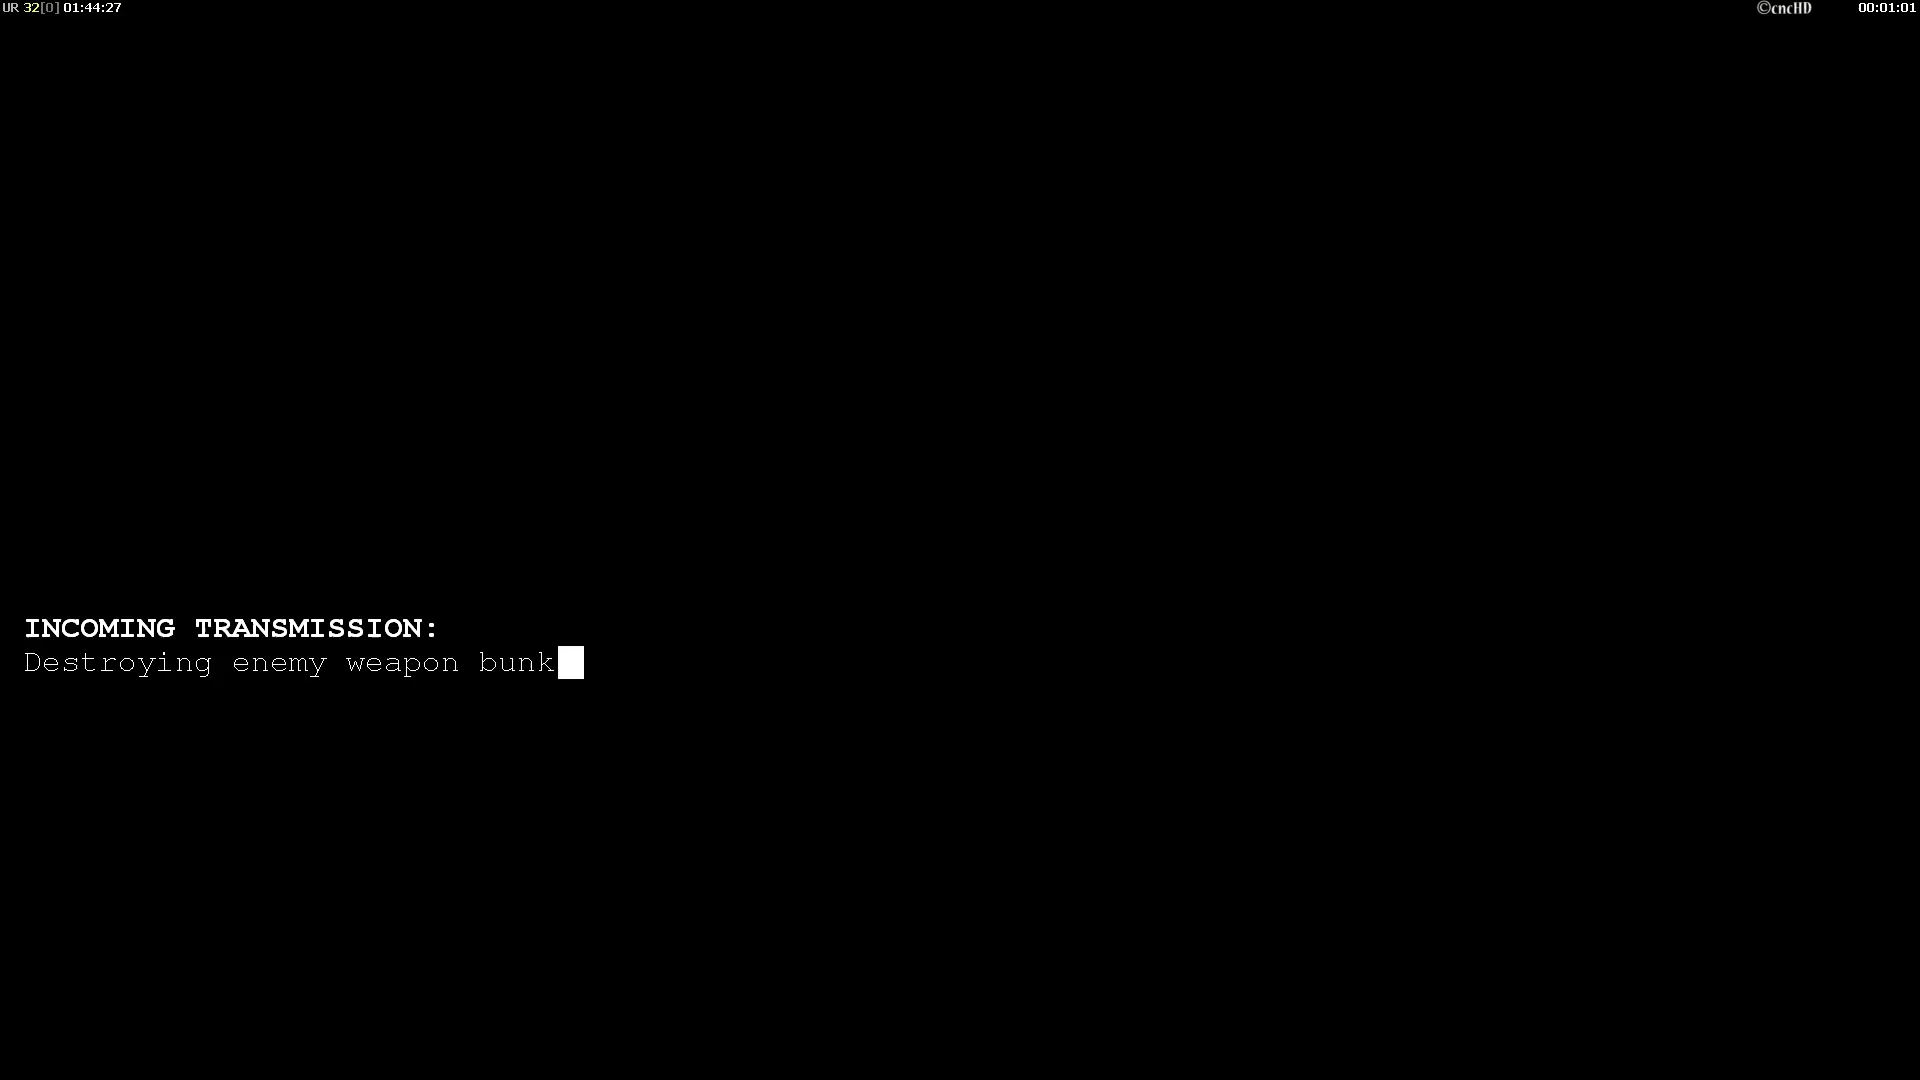 UR 32[0] 01:44:27
©cncHD 00:01:01
INCOMING TRANSMISSION:
Destroying enemy weapon bunk